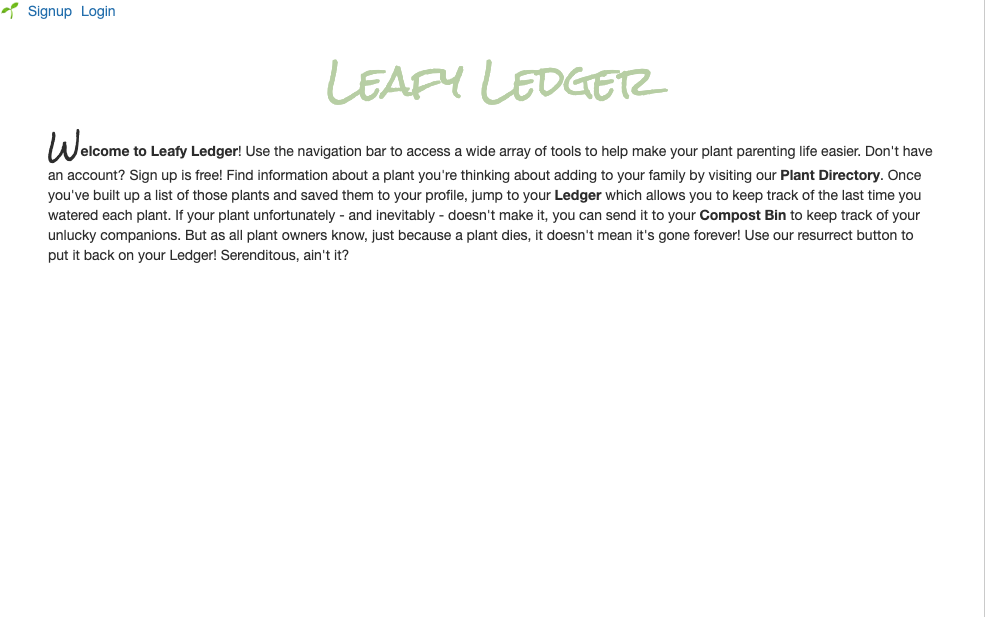 Signup Login
Leafy Ledger
Welcome to Leafy Ledger! Use the navigation bar to access a wide array of tools to help make your plant parenting life easier. Don't have
an account? Sign up is free! Find information about a plant you're thinking about adding to your family by visiting our Plant Directory. Once
you've built up a list of those plants and saved them to your profile, jump to your Ledger which allows you to keep track of the last time you
watered each plant. If your plant unfortunately - and inevitably - doesn't make it, you can send it to your Compost Bin to keep track of your
unlucky companions. But as all plant owners know, just because a plant dies, it doesn't mean it's gone forever! Use our resurrect button to
put it back on your Ledger! Serenditous, ain't it?